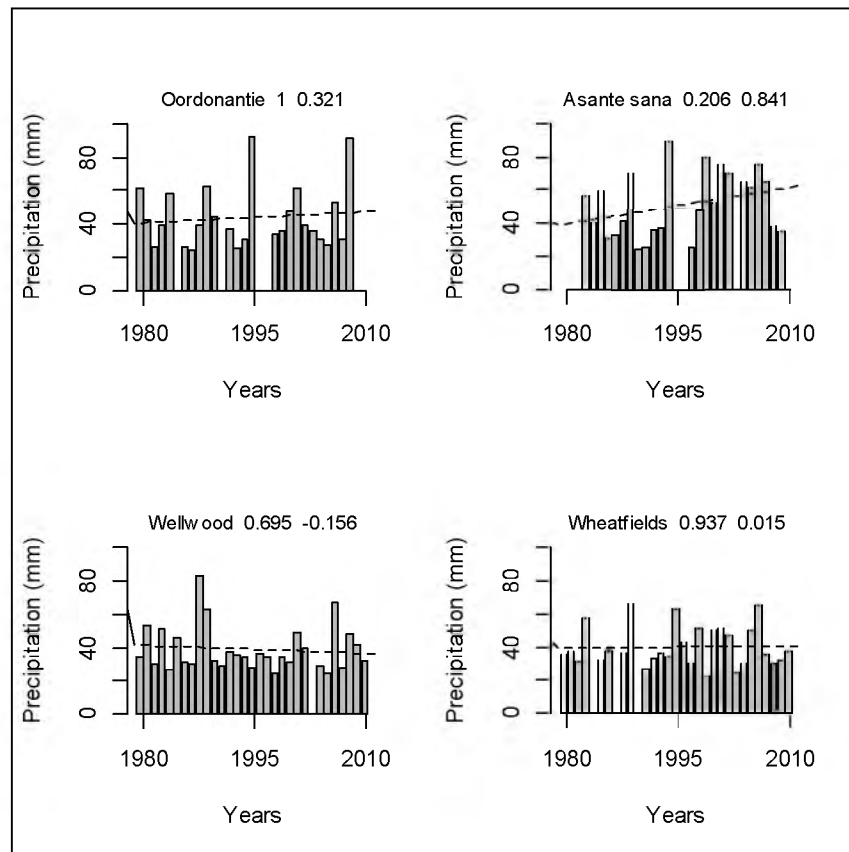 Oordonantie 1 0.321
Precipitation (mm)
80
40
0
1980 1995 2010
Years
Asante sana 0.206 0.841
Precipitation (mm)
80
40
0
1980 1995 2010
Years
Wellwood 0.695 -0.156
Precipitation (mm)
80
40
0
1980 1995 2010
Years
Wheatfields 0.937 0.015
Precipitation (mm)
80
40
0
1980 1995 2010
Years